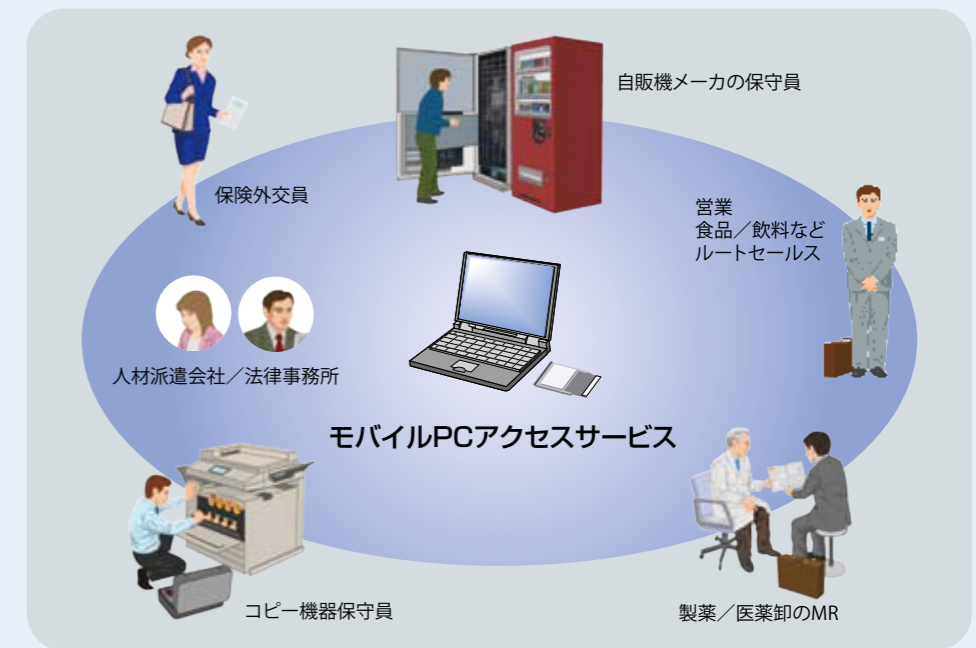 自販機メーカの保守員
保険外交員
営業
食品／飲料など
ルートセールス
人材派遣会社／法律事務所
モバイルPCアクセスサービス
コピー機器保守員
製薬／医薬卸のMR